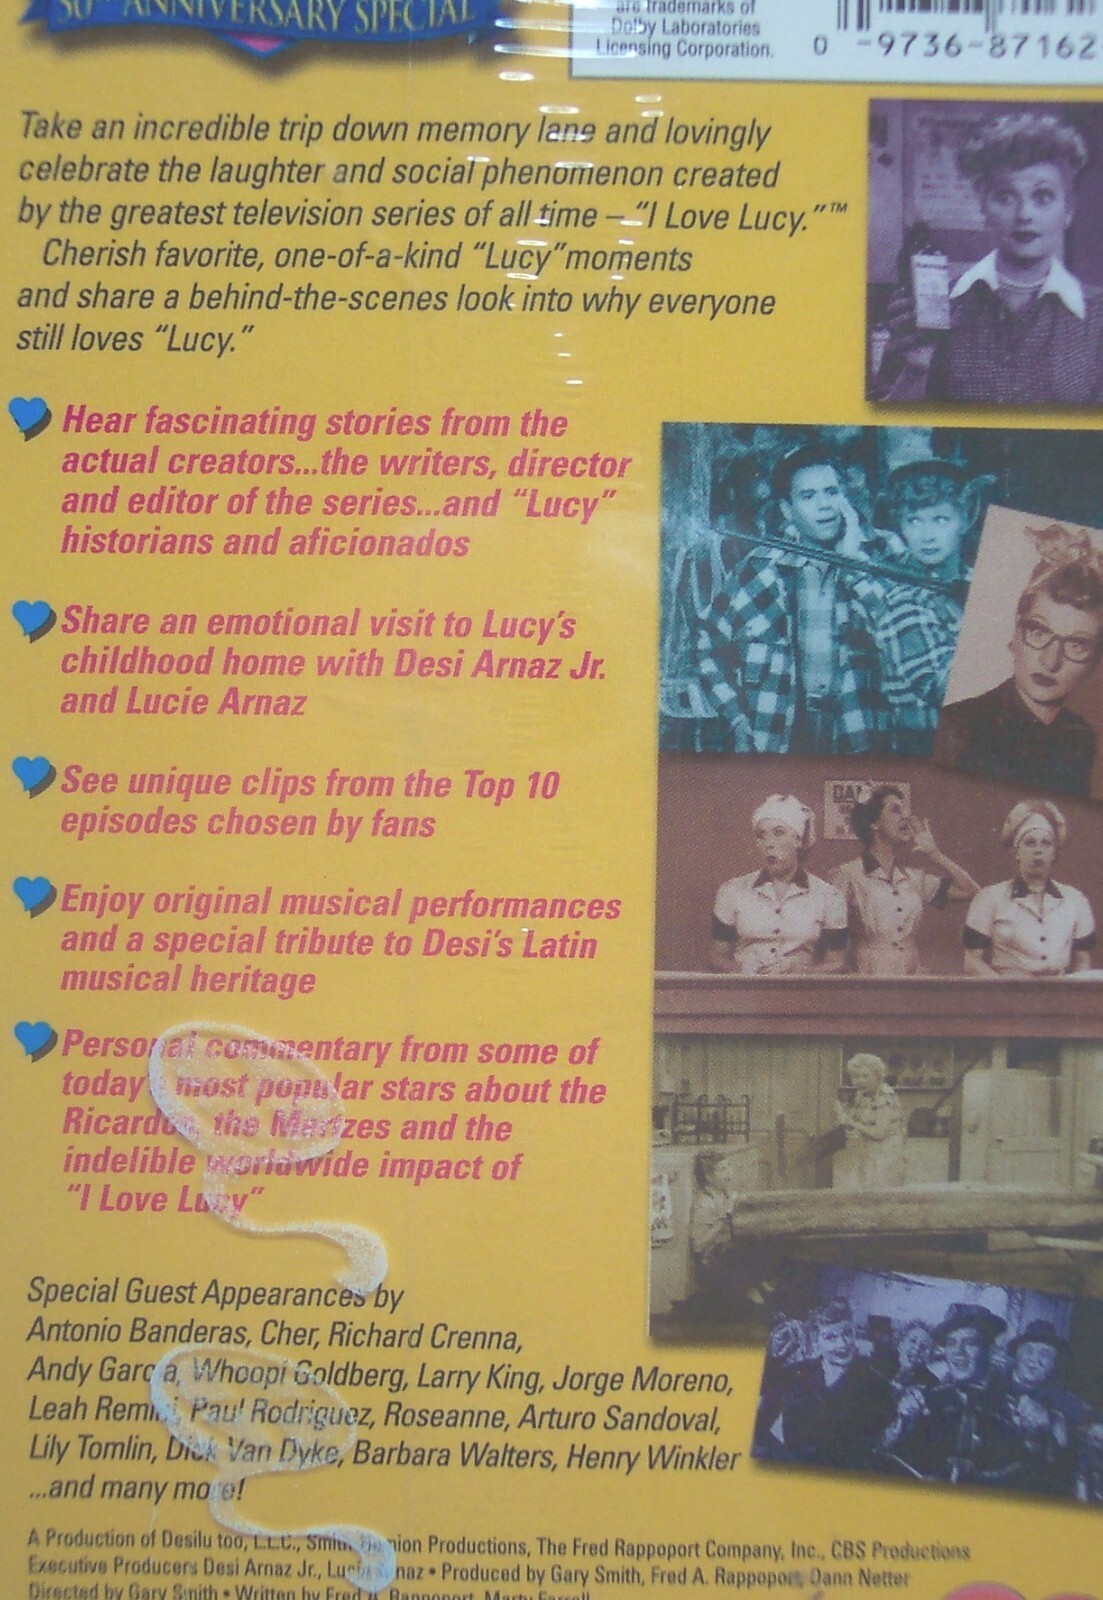 50th ANNIVERSARY SPECIAL
are trademarks of
Dolby Laboratories
Licensing Corporation.
0 -9736-87162
Take an incredible trip down memory lane and lovingly
celebrate the laughter and social phenomenon created
by the greatest television series of all time – “I Love Lucy.”™
Cherish favorite, one-of-a-kind “Lucy” moments
and share a behind-the-scenes look into why everyone
still loves “Lucy.”
Hear fascinating stories from the
actual creators...the writers, director
and editor of the series...and “Lucy”
historians and aficionados
Share an emotional visit to Lucy’s
childhood home with Desi Arnaz Jr.
and Lucie Arnaz
See unique clips from the Top 10
episodes chosen by fans
Enjoy original musical performances
and a special tribute to Desi’s Latin
musical heritage
Personal commentary from some of
today’s most popular stars about the
Ricardos, the Mertzes and the
indelible worldwide impact of
“I Love Lucy”
Special Guest Appearances by
Antonio Banderas, Cher, Richard Crenna,
Andy Garcia, Whoopi Goldberg, Larry King, Jorge Moreno,
Leah Remini, Paul Rodriguez, Roseanne, Arturo Sandoval,
Lily Tomlin, Dick Van Dyke, Barbara Walters, Henry Winkler
...and many more!
A Production of Desilu too, L.L.C., Smith Productions, The Fred Rappoport Company, Inc., CBS Productions
Executive Producers Desi Arnaz Jr., Lucie Arnaz • Produced by Gary Smith, Fred A. Rappoport, Dann Netter
Directed by Gary Smith • Written by Fred A. Rappoport, Marty Farrell